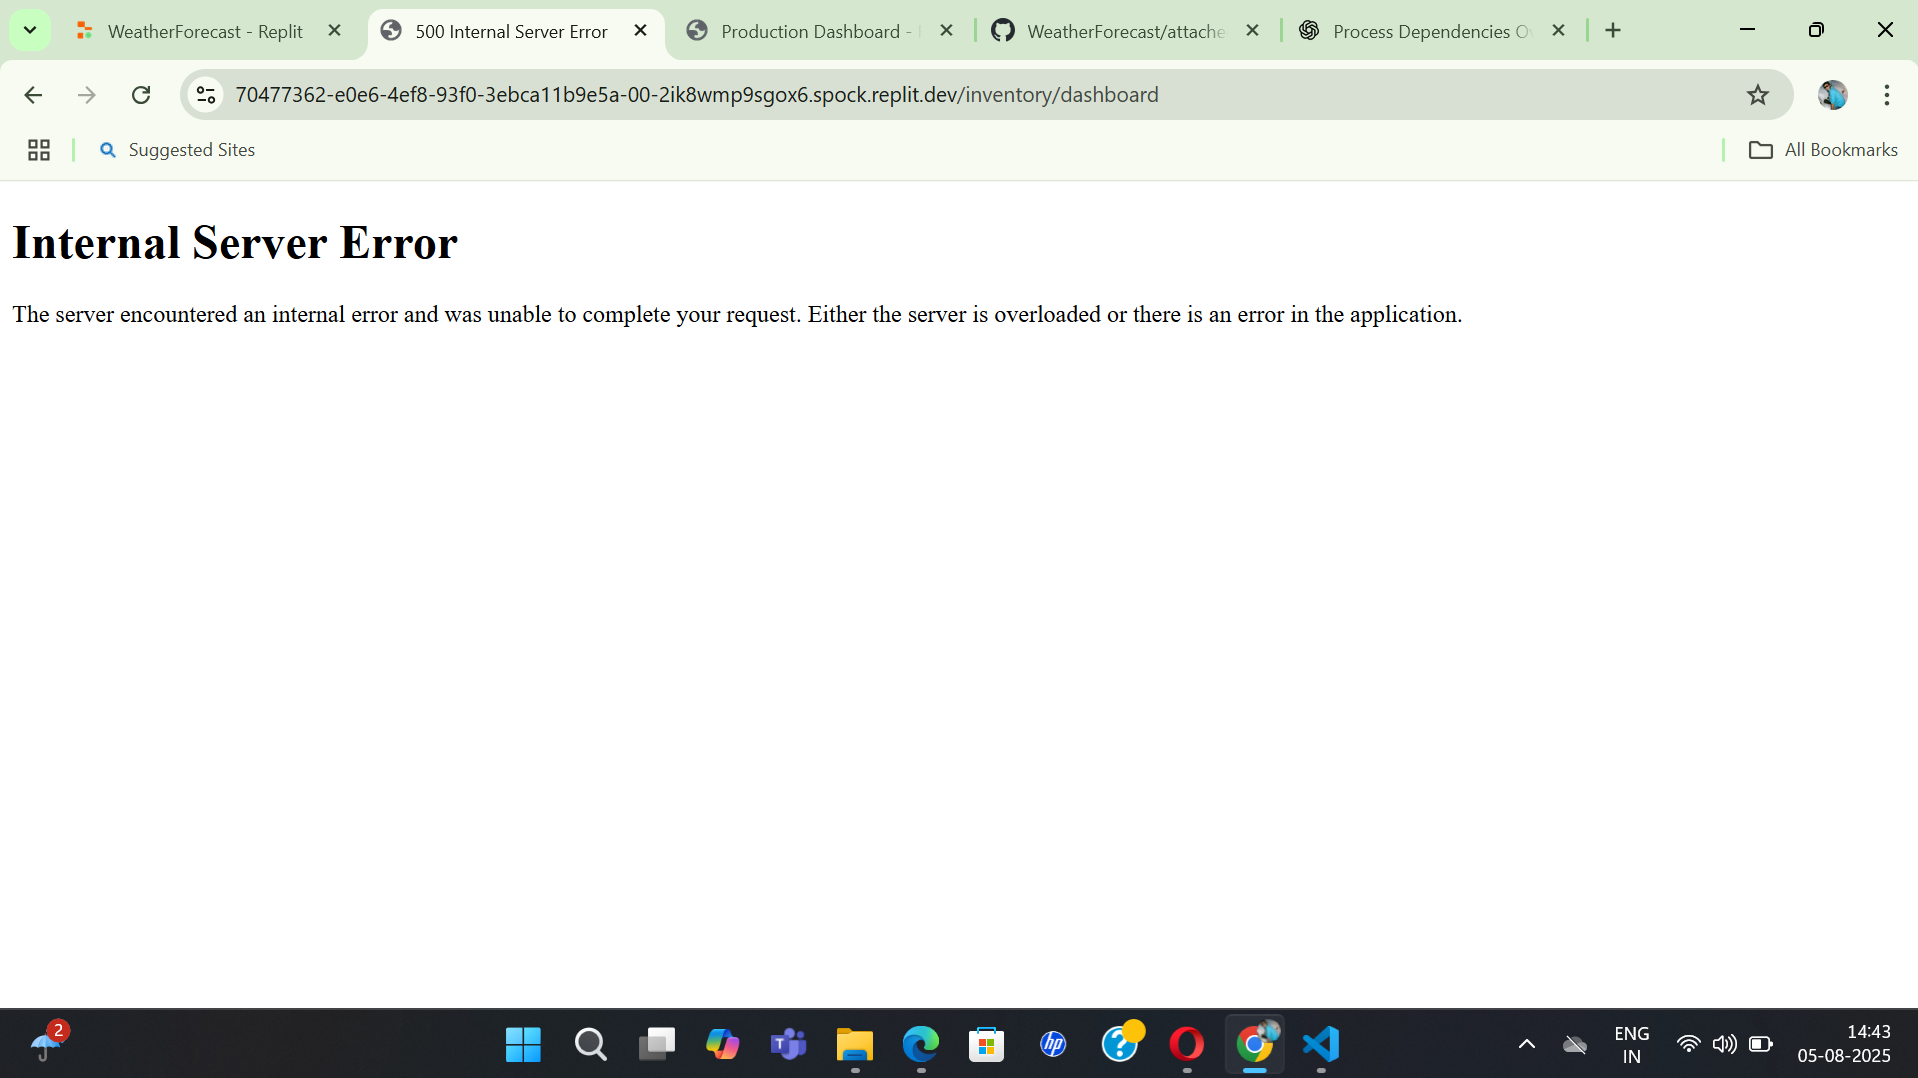 WeatherForecast - Replit
500 Internal Server Error
Production Dashboard -
WeatherForecast/attache
Process Dependencies O
70477362-e0e6-4ef8-93f0-3ebca11b9e5a-00-2ik8wmp9sgox6.spock.replit.dev/inventory/dashboard
Suggested Sites
All Bookmarks
Internal Server Error
The server encountered an internal error and was unable to complete your request. Either the server is overloaded or there is an error in the application.
2
T
hp
?
ENG
IN
14:43
05-08-2025